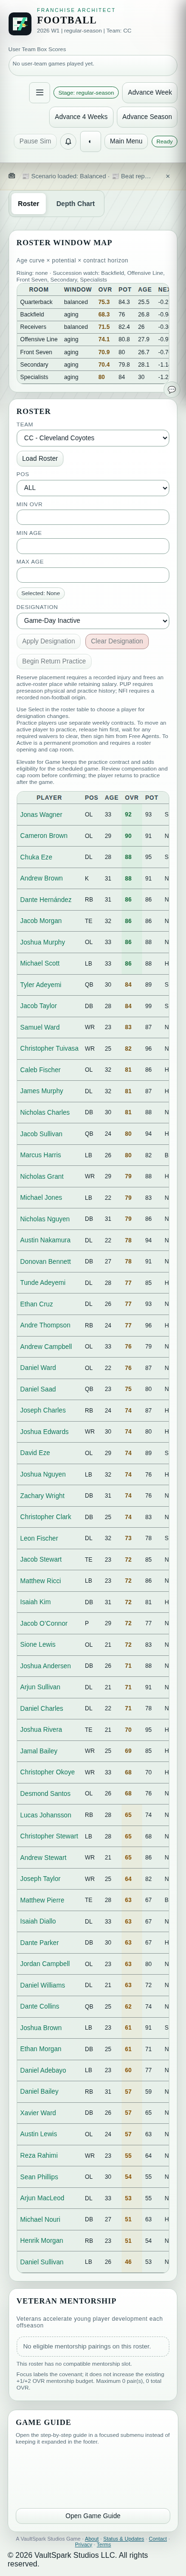 FRANCHISE ARCHITECT
FOOTBALL
2026 W1 | regular-season | Team: CC
User Team Box Scores
No user-team games played yet.
Stage: regular-season
Advance Week
Advance 4 Weeks
Advance Season
Pause Sim
Main Menu
Ready
Scenario loaded: Balanced · Beat rep…
Roster
Depth Chart
ROSTER WINDOW MAP
Age curve × potential × contract horizon
Rising: none · Succession watch: Backfield, Offensive Line,
Front Seven, Secondary, Specialists
ROOM WINDOW OVR POT AGE NE
Quarterback balanced 75.3 84.3 25.5 -0.2
Backfield aging 68.3 76 26.8 -0.9
Receivers balanced 71.5 82.4 26 -0.3
Offensive Line aging 74.1 80.8 27.9 -0.9
Front Seven aging 70.9 80 26.7 -0.7
Secondary aging 70.4 79.8 28.1 -1.1
Specialists aging 80 84 30 -1.2
ROSTER
TEAM
CC - Cleveland Coyotes
Load Roster
POS
ALL
MIN OVR
MIN AGE
MAX AGE
Selected: None
DESIGNATION
Game-Day Inactive
Apply Designation
Clear Designation
Begin Return Practice
Reserve placement requires a recorded injury and frees an
active-roster place while retaining salary. PUP requires
preseason physical and practice history; NFI requires a
recorded non-football origin.
Use Select in the roster table to choose a player for
designation changes.
Practice squad players use separate weekly contracts. To move an
active player to practice, release him first, wait for any
required waivers to clear, then sign him from Free Agents. To
Active is a permanent promotion and requires a roster
opening and cap room.
Elevate for Game keeps the practice contract and adds
eligibility for the scheduled game. Review compensation and
cap room before confirming; the player returns to practice
after the game.
PLAYER POS AGE OVR POT
Jonas Wagner OL 33 92 93 S
Cameron Brown OL 29 90 91 N
Chuka Eze DL 28 88 95 S
Andrew Brown K 31 88 91 N
Dante Hernández RB 31 86 86 N
Jacob Morgan TE 32 86 86 N
Joshua Murphy OL 33 86 88 N
Michael Scott LB 33 86 88 H
Tyler Adeyemi QB 30 84 89 S
Jacob Taylor DB 28 84 99 S
Samuel Ward WR 23 83 87 N
Christopher Tuivasa WR 25 82 96 N
Caleb Fischer OL 32 81 86 H
James Murphy DL 32 81 87 H
Nicholas Charles DB 30 81 88 N
Jacob Sullivan QB 24 80 94 H
Marcus Harris LB 26 80 82 B
Nicholas Grant WR 29 79 88 H
Michael Jones LB 22 79 83 N
Nicholas Nguyen DB 31 79 86 N
Austin Nakamura DL 22 78 94 N
Donovan Bennett DB 27 78 91 N
Tunde Adeyemi DL 28 77 85 H
Ethan Cruz DL 26 77 93 N
Andre Thompson RB 24 77 96 H
Andrew Campbell OL 33 76 79 N
Daniel Ward OL 22 76 87 N
Daniel Saad QB 23 75 80 N
Joseph Charles RB 24 74 87 H
Joshua Edwards WR 30 74 80 H
David Eze OL 29 74 89 S
Joshua Nguyen LB 32 74 76 H
Zachary Wright DB 31 74 76 N
Christopher Clark DB 25 74 83 N
Leon Fischer DL 32 73 78 S
Jacob Stewart TE 23 72 85 N
Matthew Ricci LB 23 72 86 N
Isaiah Kim DB 31 72 81 H
Jacob O'Connor P 29 72 77 N
Sione Lewis OL 21 72 83 N
Joshua Andersen DB 26 71 88 N
Arjun Sullivan DL 21 71 91 N
Daniel Charles DL 22 71 78 N
Joshua Rivera TE 21 70 95 H
Jamal Bailey WR 25 69 85 H
Christopher Okoye WR 33 68 70 H
Desmond Santos OL 26 68 76 N
Lucas Johansson RB 28 65 74 N
Christopher Stewart LB 28 65 68 N
Andrew Stewart WR 21 65 86 N
Joseph Taylor WR 25 64 82 N
Matthew Pierre TE 28 63 67 B
Isaiah Diallo DL 33 63 67 N
Dante Parker DB 30 63 67 H
Jordan Campbell OL 23 63 80 N
Daniel Williams DL 21 63 72 N
Dante Collins QB 25 62 74 N
Joshua Brown LB 23 61 91 S
Ethan Morgan DB 25 61 71 N
Daniel Adebayo LB 23 60 77 N
Daniel Bailey RB 31 57 59 N
Xavier Ward DB 26 57 65 N
Austin Lewis OL 24 57 63 N
Reza Rahimi WR 23 55 64 N
Sean Phillips OL 30 54 55 N
Arjun MacLeod DL 33 53 55 N
Michael Nouri DB 27 51 63 H
Henrik Morgan RB 23 51 54 N
Daniel Sullivan LB 26 46 53 N
VETERAN MENTORSHIP
Veterans accelerate young player development each
offseason
No eligible mentorship pairings on this roster.
This roster has no compatible mentorship slot.
Focus labels the covenant; it does not increase the existing
+1/+2 OVR mentorship budget. Maximum 0 pair(s), 0 total
OVR.
GAME GUIDE
Open the step-by-step guide in a focused submenu instead of
keeping it expanded in the footer.
Open Game Guide
A VaultSpark Studios Game · About · Status & Updates · Contact ·
Privacy · Terms
© 2026 VaultSpark Studios LLC. All rights
reserved.